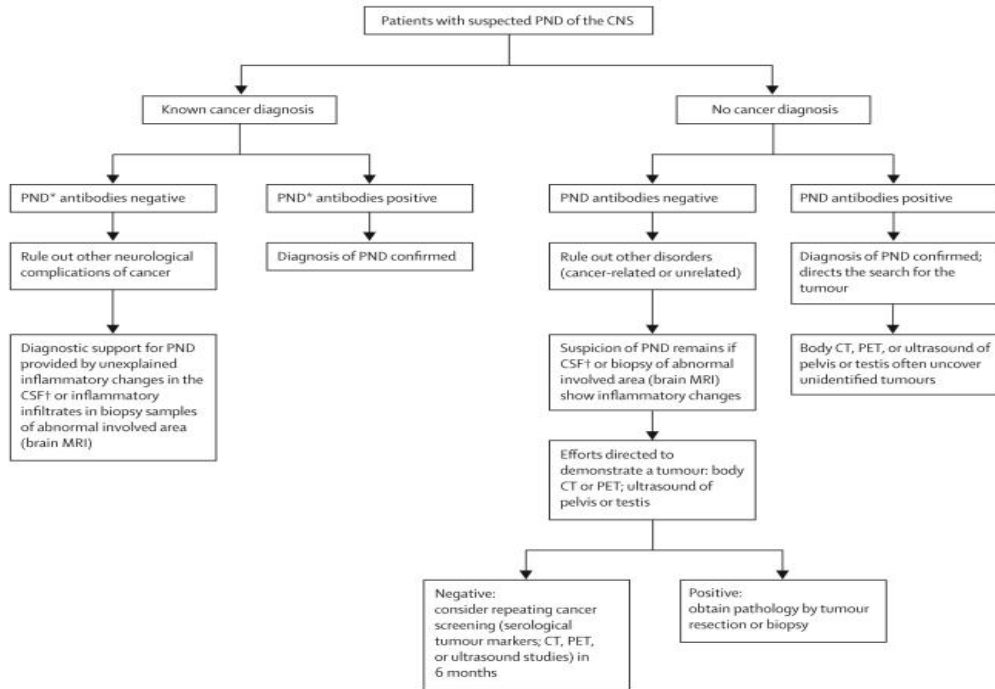 Patients with suspected PND of the CNS
Known cancer diagnosis
No cancer diagnosis
PND* antibodies negative
PND* antibodies positive
PND antibodies negative
PND antibodies positive
Rule out other neurological
complications of cancer
Diagnosis of PND confirmed
Rule out other disorders
(cancer-related or unrelated)
Diagnosis of PND confirmed;
directs the search for the
tumour
Diagnostic support for PND
provided by unexplained
inflammatory changes in the
CSF† or inflammatory
infiltrates in biopsy samples
of abnormal involved area
(brain MRI)
Suspicion of PND remains if
CSF† or biopsy of abnormal
involved area (brain MRI)
show inflammatory changes
Body CT, PET, or ultrasound of
pelvis or testis often uncover
unidentified tumours
Efforts directed to
demonstrate a tumour: body
CT or PET; ultrasound of
pelvis or testis
Negative:
consider repeating cancer
screening (serological
tumour markers; CT, PET,
or ultrasound studies) in
6 months
Positive:
obtain pathology by tumour
resection or biopsy